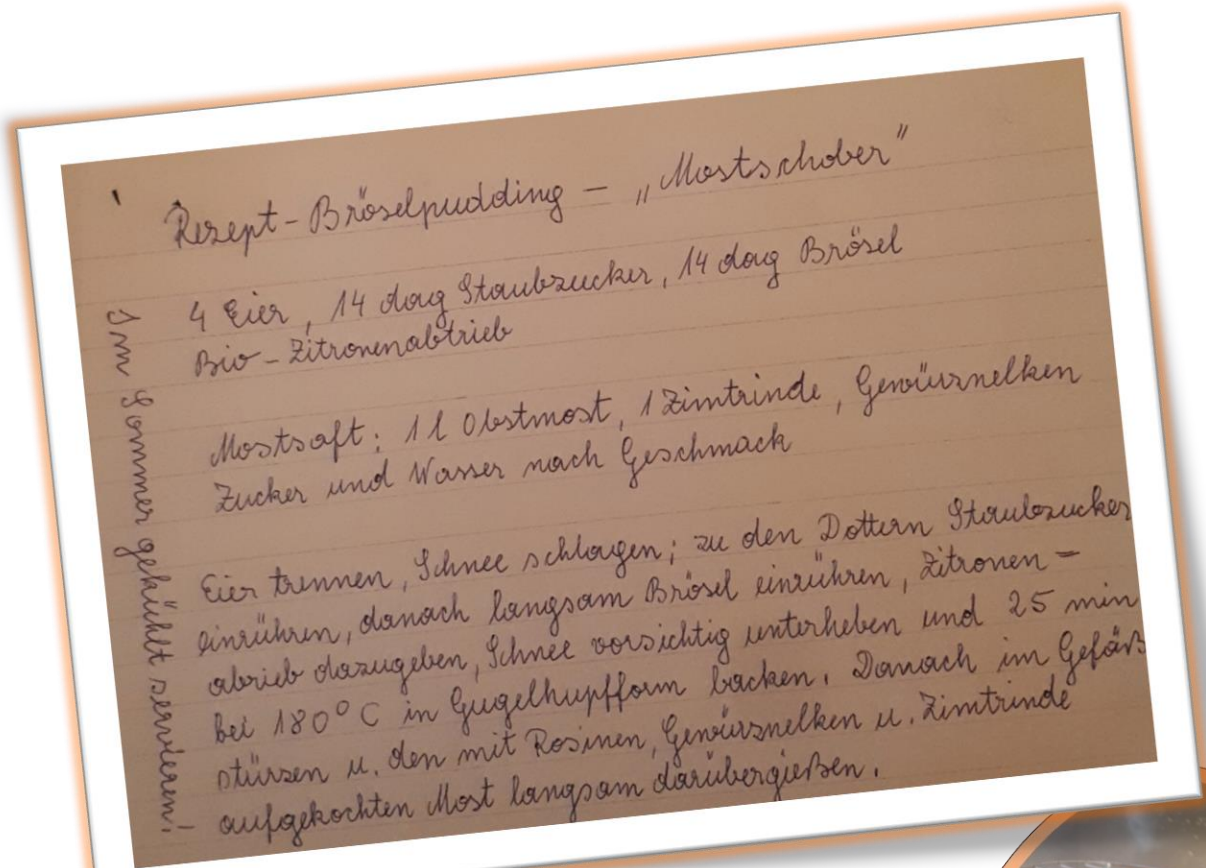 Rezept-Bröselpudding – „Mostschober"
4 Eier, 14 dag Staubzucker, 14 dag Brösel
Bio-Zitronenabtrieb
Mostsaft: 1 l Obstmost, 1 Zimtrinde, Gewürznelken
Zucker und Wasser nach Geschmack
Eier trennen, Schnee schlagen; zu den Dottern Staubzucker
einrühren, danach langsam Brösel einrühren, Zitronen-
abrieb dazugeben, Schnee vorsichtig unterheben und 25 min
bei 180°C in Gugelhupfform backen. Danach im Gefäß
stürzen u. den mit Rosinen, Gewürznelken u. Zimtrinde
aufgekochten Most langsam darübergießen.
Im Sommer gekühlt servieren!